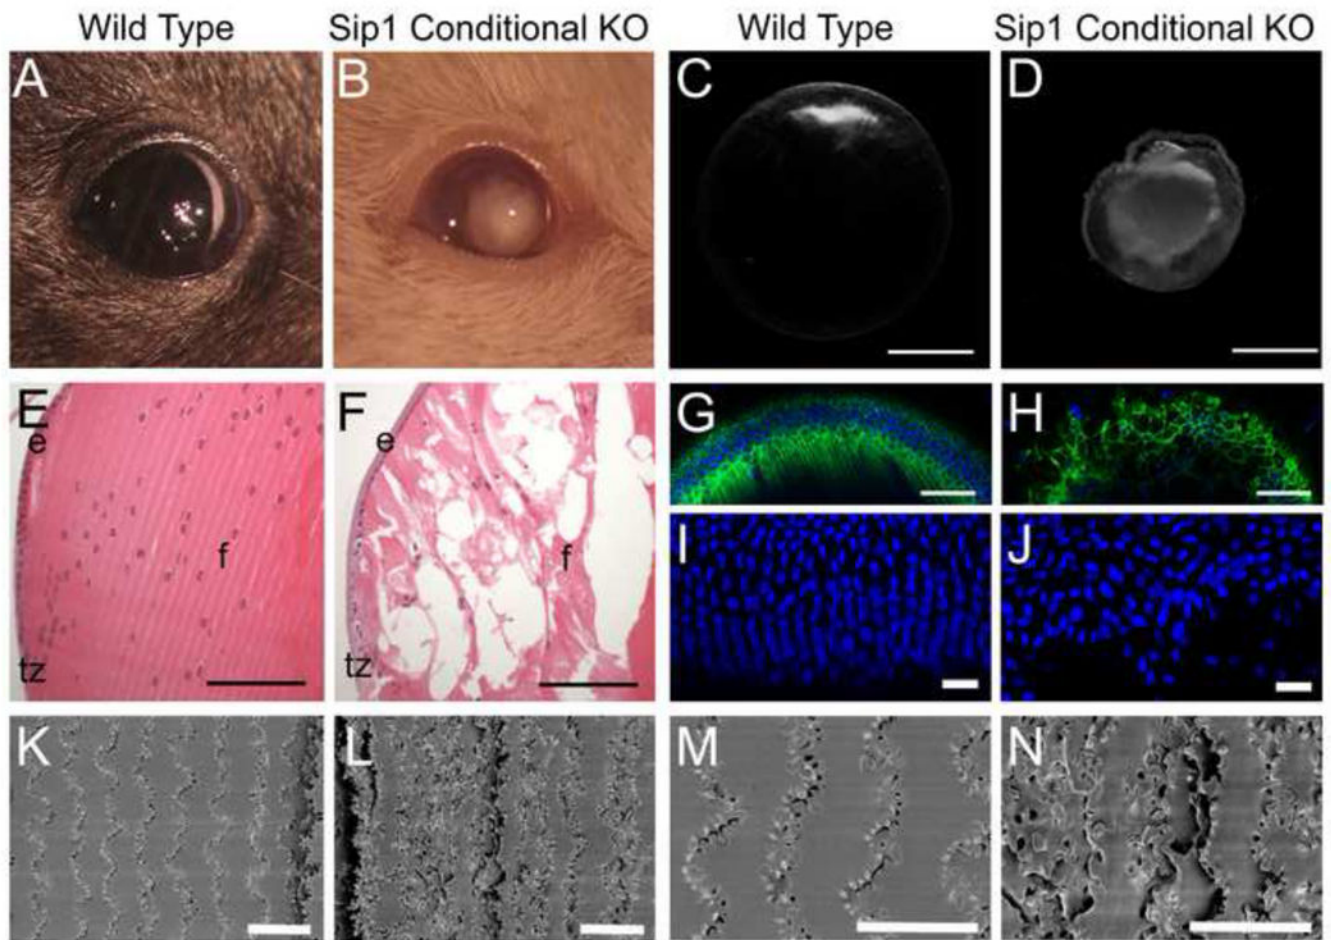 Wild Type Sip1 Conditional KO Wild Type Sip1 Conditional KO
A B C D
E F G H
e e
f f
I J
tz tz
K L M N